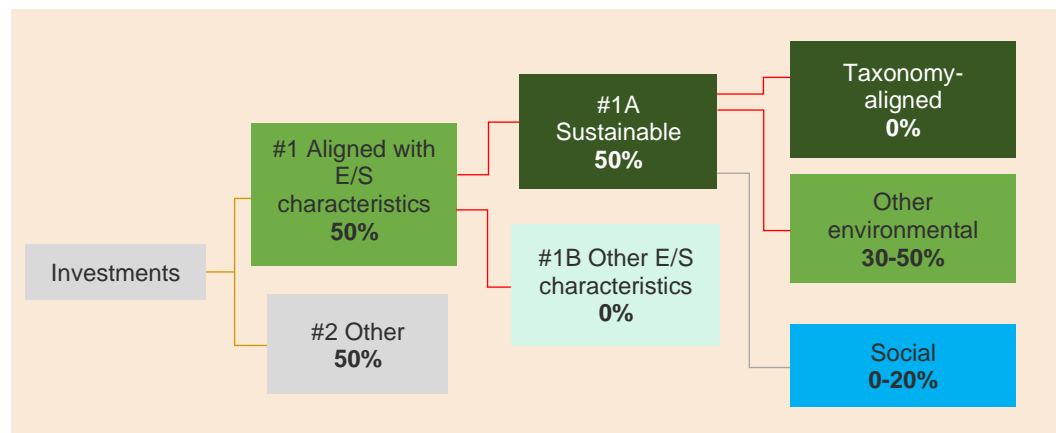 Investments
#1 Aligned with
E/S
characteristics
50%
#2 Other
50%
#1A
Sustainable
50%
#1B Other E/S
characteristics
0%
Taxonomy-
aligned
0%
Other
environmental
30-50%
Social
0-20%